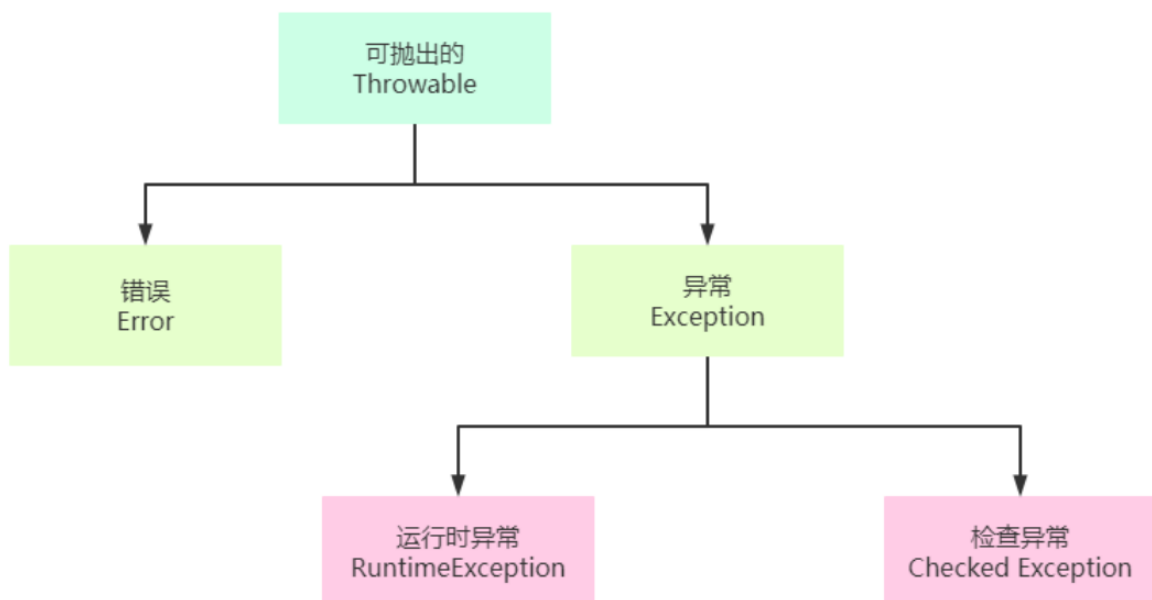 可抛出的
Throwable
错误
Error
异常
Exception
运行时异常
RuntimeException
检查异常
Checked Exception